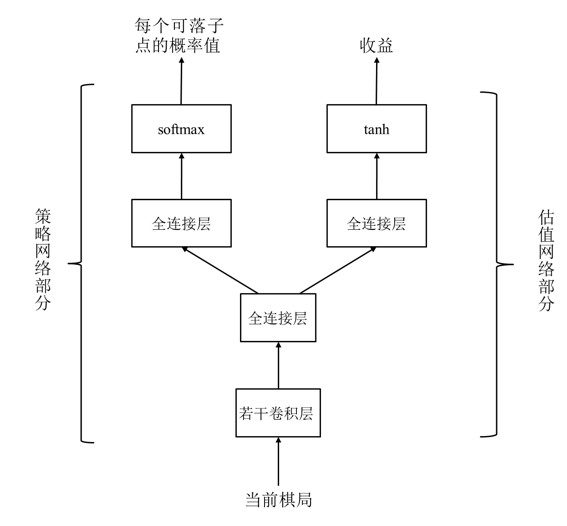 每个可落子
点的概率值
收益
softmax
tanh
全连接层
全连接层
策略网络部分
估值网络部分
全连接层
若干卷积层
当前棋局